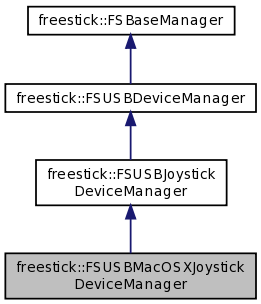 freestick::FSBaseManager
freestick::FSUSBDeviceManager
freestick::FSUSBJoystick
DeviceManager
freestick::FSUSBMacOSXJoystick
DeviceManager